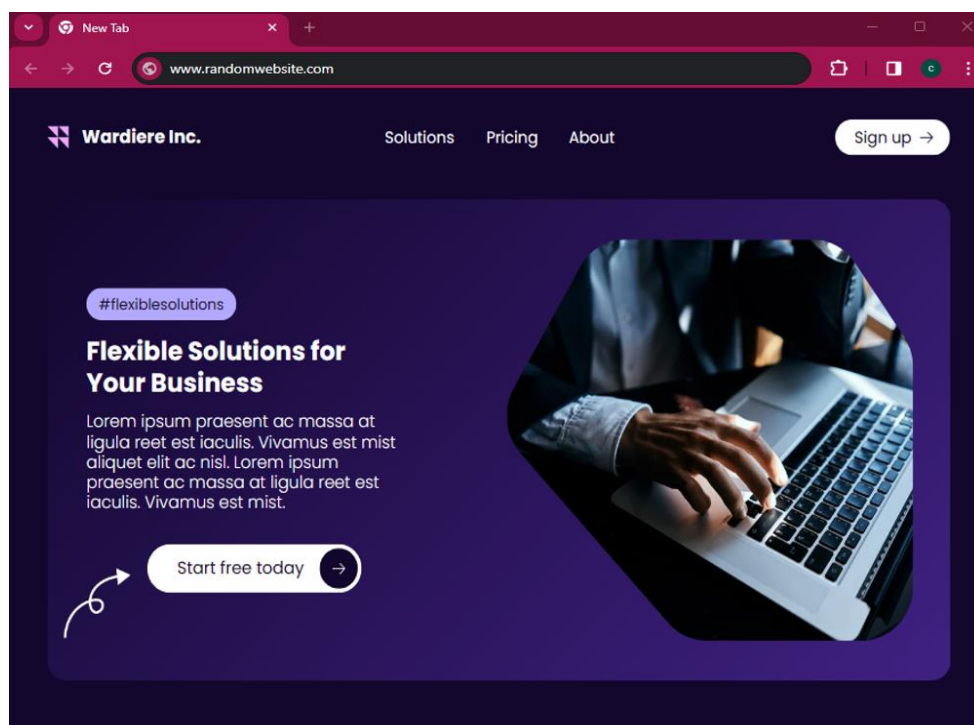 New Tab
www.randomwebsite.com
C
Wardiere Inc.
Solutions Pricing About
Sign up
#flexiblesolutions
Flexible Solutions for
Your Business
Lorem ipsum praesent ac massa at
ligula reet est iaculis. Vivamus est mist
aliquet elit ac nisl. Lorem ipsum
praesent ac massa at ligula reet est
iaculis. Vivamus est mist.
Start free today